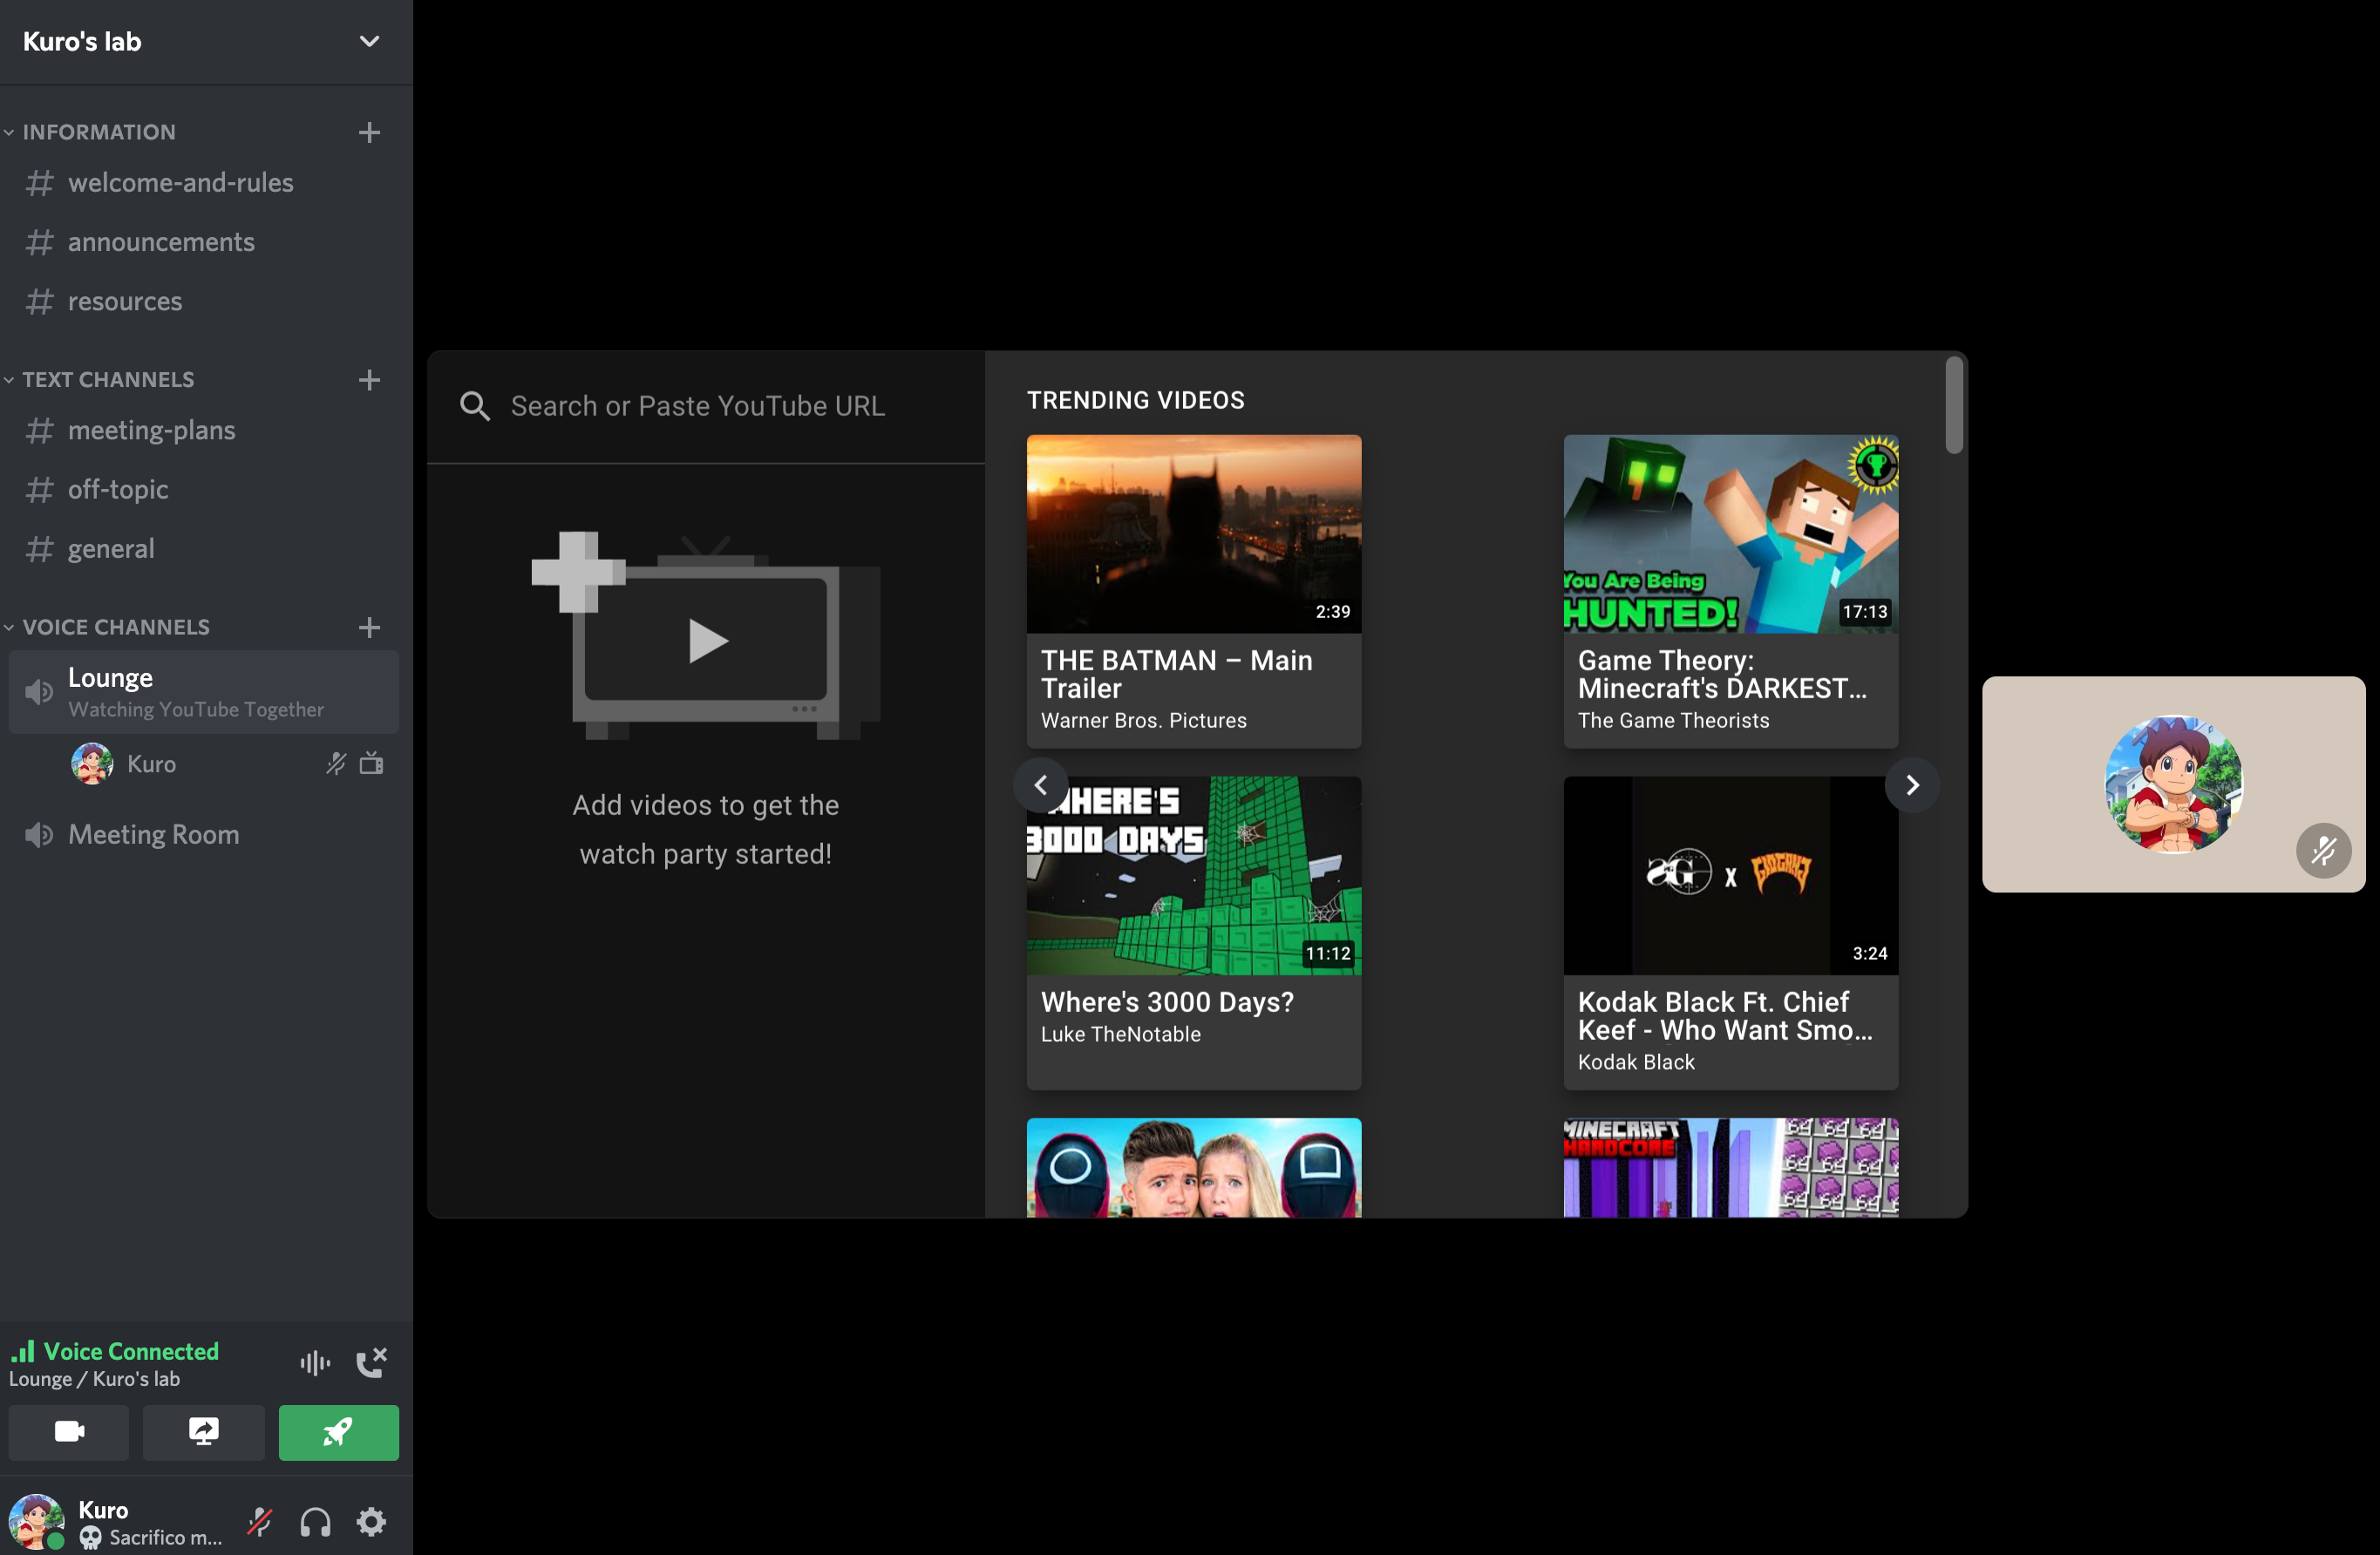 Kuro's lab
INFORMATION
welcome-and-rules
announcements
resources
TEXT CHANNELS
meeting-plans
off-topic
general
VOICE CHANNELS
Lounge
Watching YouTube Together
Kuro
Meeting Room
Voice Connected
Lounge / Kuro's lab
Kuro
Sacrifico m...
Search or Paste YouTube URL
Add videos to get the
watch party started!
TRENDING VIDEOS
2:39
THE BATMAN – Main
Trailer
Warner Bros. Pictures
You Are Being
HUNTED!
17:13
Game Theory:
Minecraft's DARKEST...
The Game Theorists
WHERE'S
3000 DAYS
11:12
Where's 3000 Days?
Luke TheNotable
X
3:24
Kodak Black Ft. Chief
Keef - Who Want Smo...
Kodak Black
MINECRAFT
HARDCORE
64 64 64
64 64 64